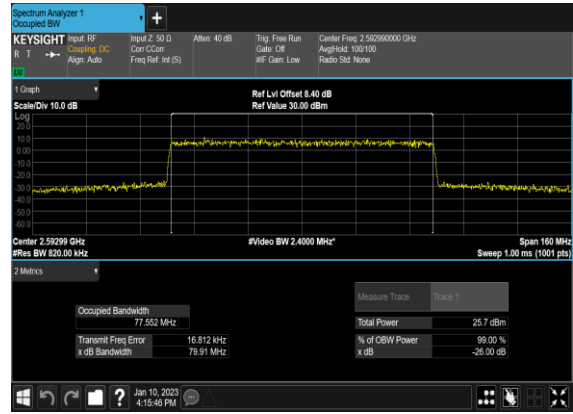 Spectrum Analyzer 1
Occupied BW
+
KEYSIGHT Input: RF Input Z: 50 Ω Atten: 40 dB Trig: Free Run Center Freq: 2.592990000 GHz
R T Coupling: DC Corr CCorr Gate: Off Avg|Hold: 100/100
Align: Auto Freq Ref: Int (S) #IF Gain: Low Radio Std: None
LXI
1 Graph Ref Lvl Offset 8.40 dB
Scale/Div 10.0 dB Ref Value 30.00 dBm
Log
20.0
10.0
0.00
-10.0
-20.0
-30.0
-40.0
-50.0
-60.0
Center 2.59299 GHz #Video BW 2.4000 MHz* Span 160 MHz
#Res BW 820.00 kHz Sweep 1.00 ms (1001 pts)
2 Metrics
Measure Trace Trace 1
Occupied Bandwidth
77.552 MHz Total Power 25.7 dBm
Transmit Freq Error 16.812 kHz % of OBW Power 99.00 %
x dB Bandwidth 79.91 MHz x dB -26.00 dB
? Jan 10, 2023
4:15:46 PM